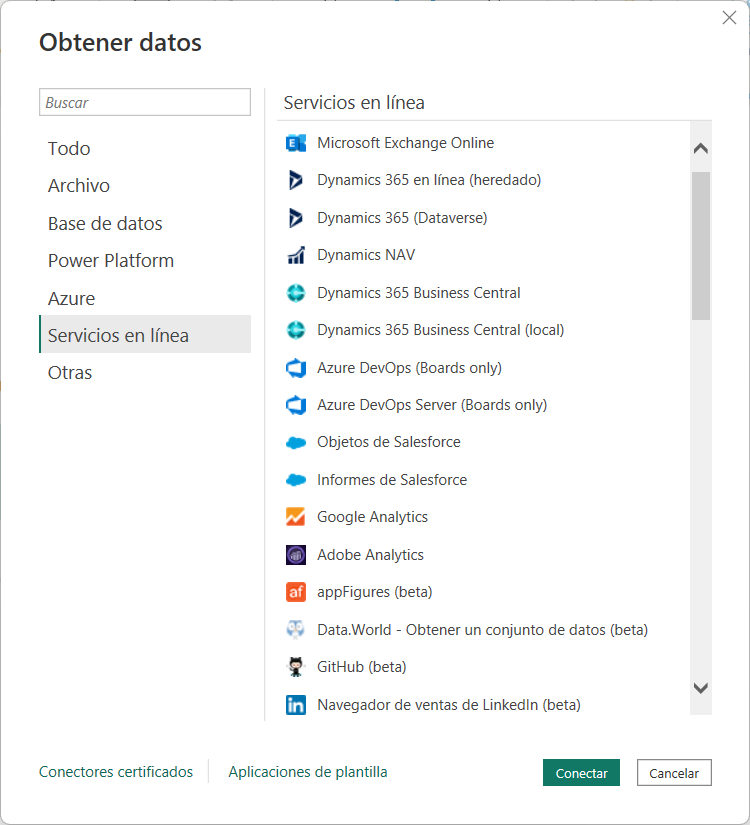 Obtener datos
Buscar
Todo
Archivo
Base de datos
Power Platform
Azure
Servicios en línea
Otras
Servicios en línea
Microsoft Exchange Online
Dynamics 365 en línea (heredado)
Dynamics 365 (Dataverse)
Dynamics NAV
Dynamics 365 Business Central
Dynamics 365 Business Central (local)
Azure DevOps (Boards only)
Azure DevOps Server (Boards only)
Objetos de Salesforce
Informes de Salesforce
Google Analytics
Adobe Analytics
af appFigures (beta)
Data.World - Obtener un conjunto de datos (beta)
GitHub (beta)
in Navegador de ventas de LinkedIn (beta)
Conectores certificados
Aplicaciones de plantilla
Conectar
Cancelar